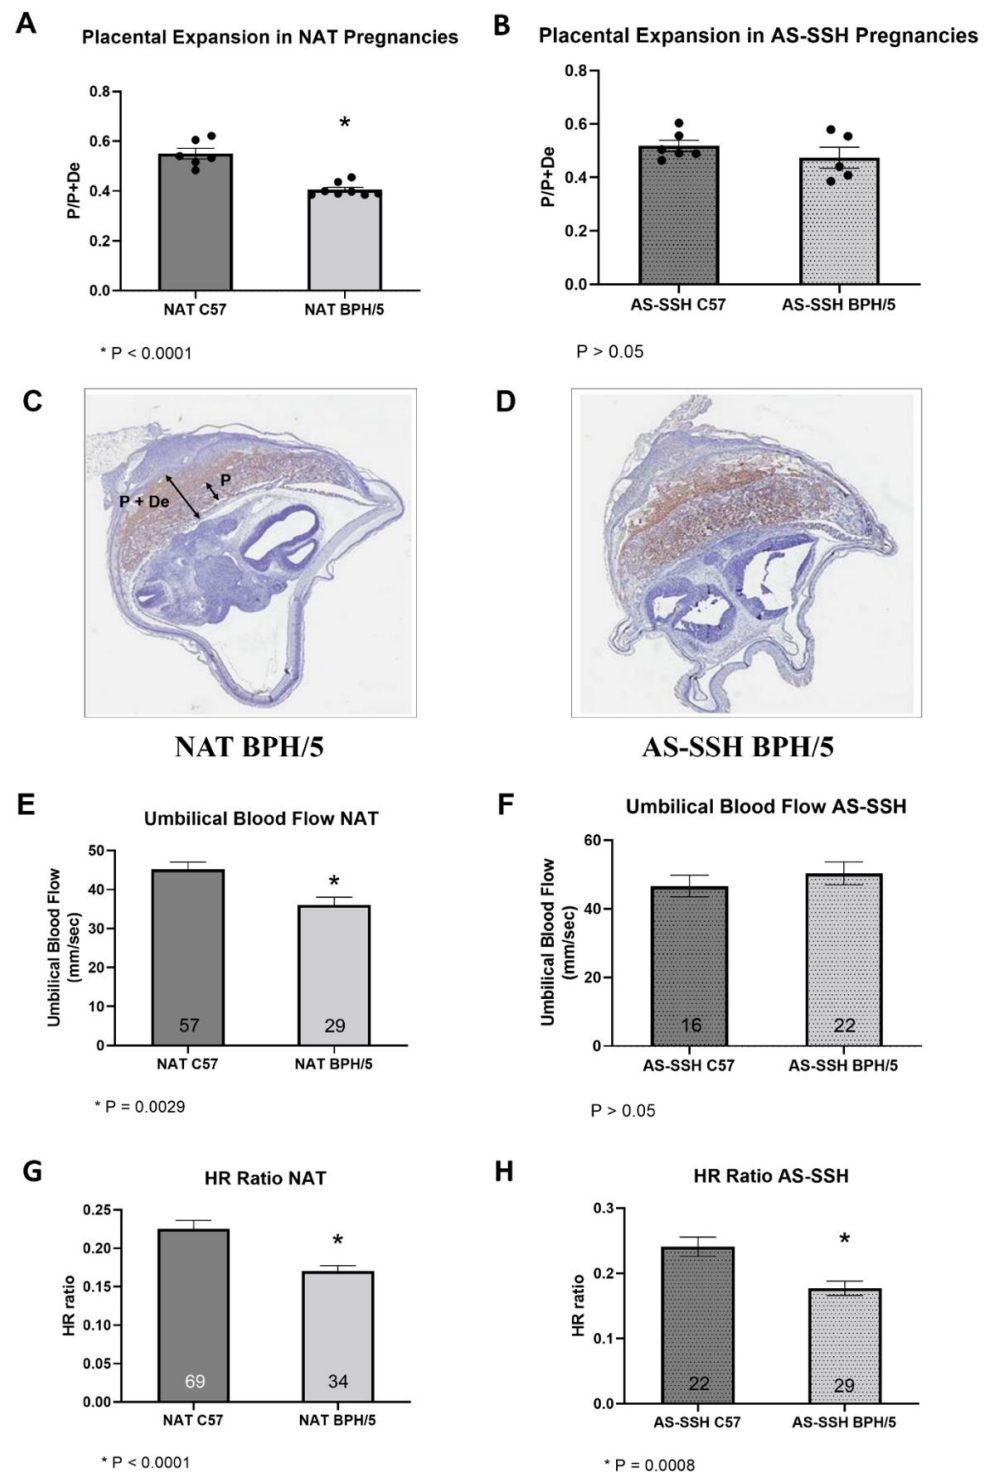 A
Placental Expansion in NAT Pregnancies
P/P+De
0.8
0.6
0.4
0.2
0.0
*
NAT C57
NAT BPH/5
* P < 0.0001
B
Placental Expansion in AS-SSH Pregnancies
P/P+De
0.8
0.6
0.4
0.2
0.0
AS-SSH C57
AS-SSH BPH/5
P > 0.05
C
P + De
P
NAT BPH/5
D
AS-SSH BPH/5
E
Umbilical Blood Flow NAT
Umbilical Blood Flow
(mm/sec)
50
40
30
20
10
0
*
57
29
NAT C57
NAT BPH/5
* P = 0.0029
F
Umbilical Blood Flow AS-SSH
Umbilical Blood Flow
(mm/sec)
60
40
20
0
16
22
AS-SSH C57
AS-SSH BPH/5
P > 0.05
G
HR Ratio NAT
HR ratio
0.25
0.20
0.15
0.10
0.05
0.00
*
69
34
NAT C57
NAT BPH/5
* P < 0.0001
H
HR Ratio AS-SSH
HR ratio
0.3
0.2
0.1
0.0
*
22
29
AS-SSH C57
AS-SSH BPH/5
* P = 0.0008